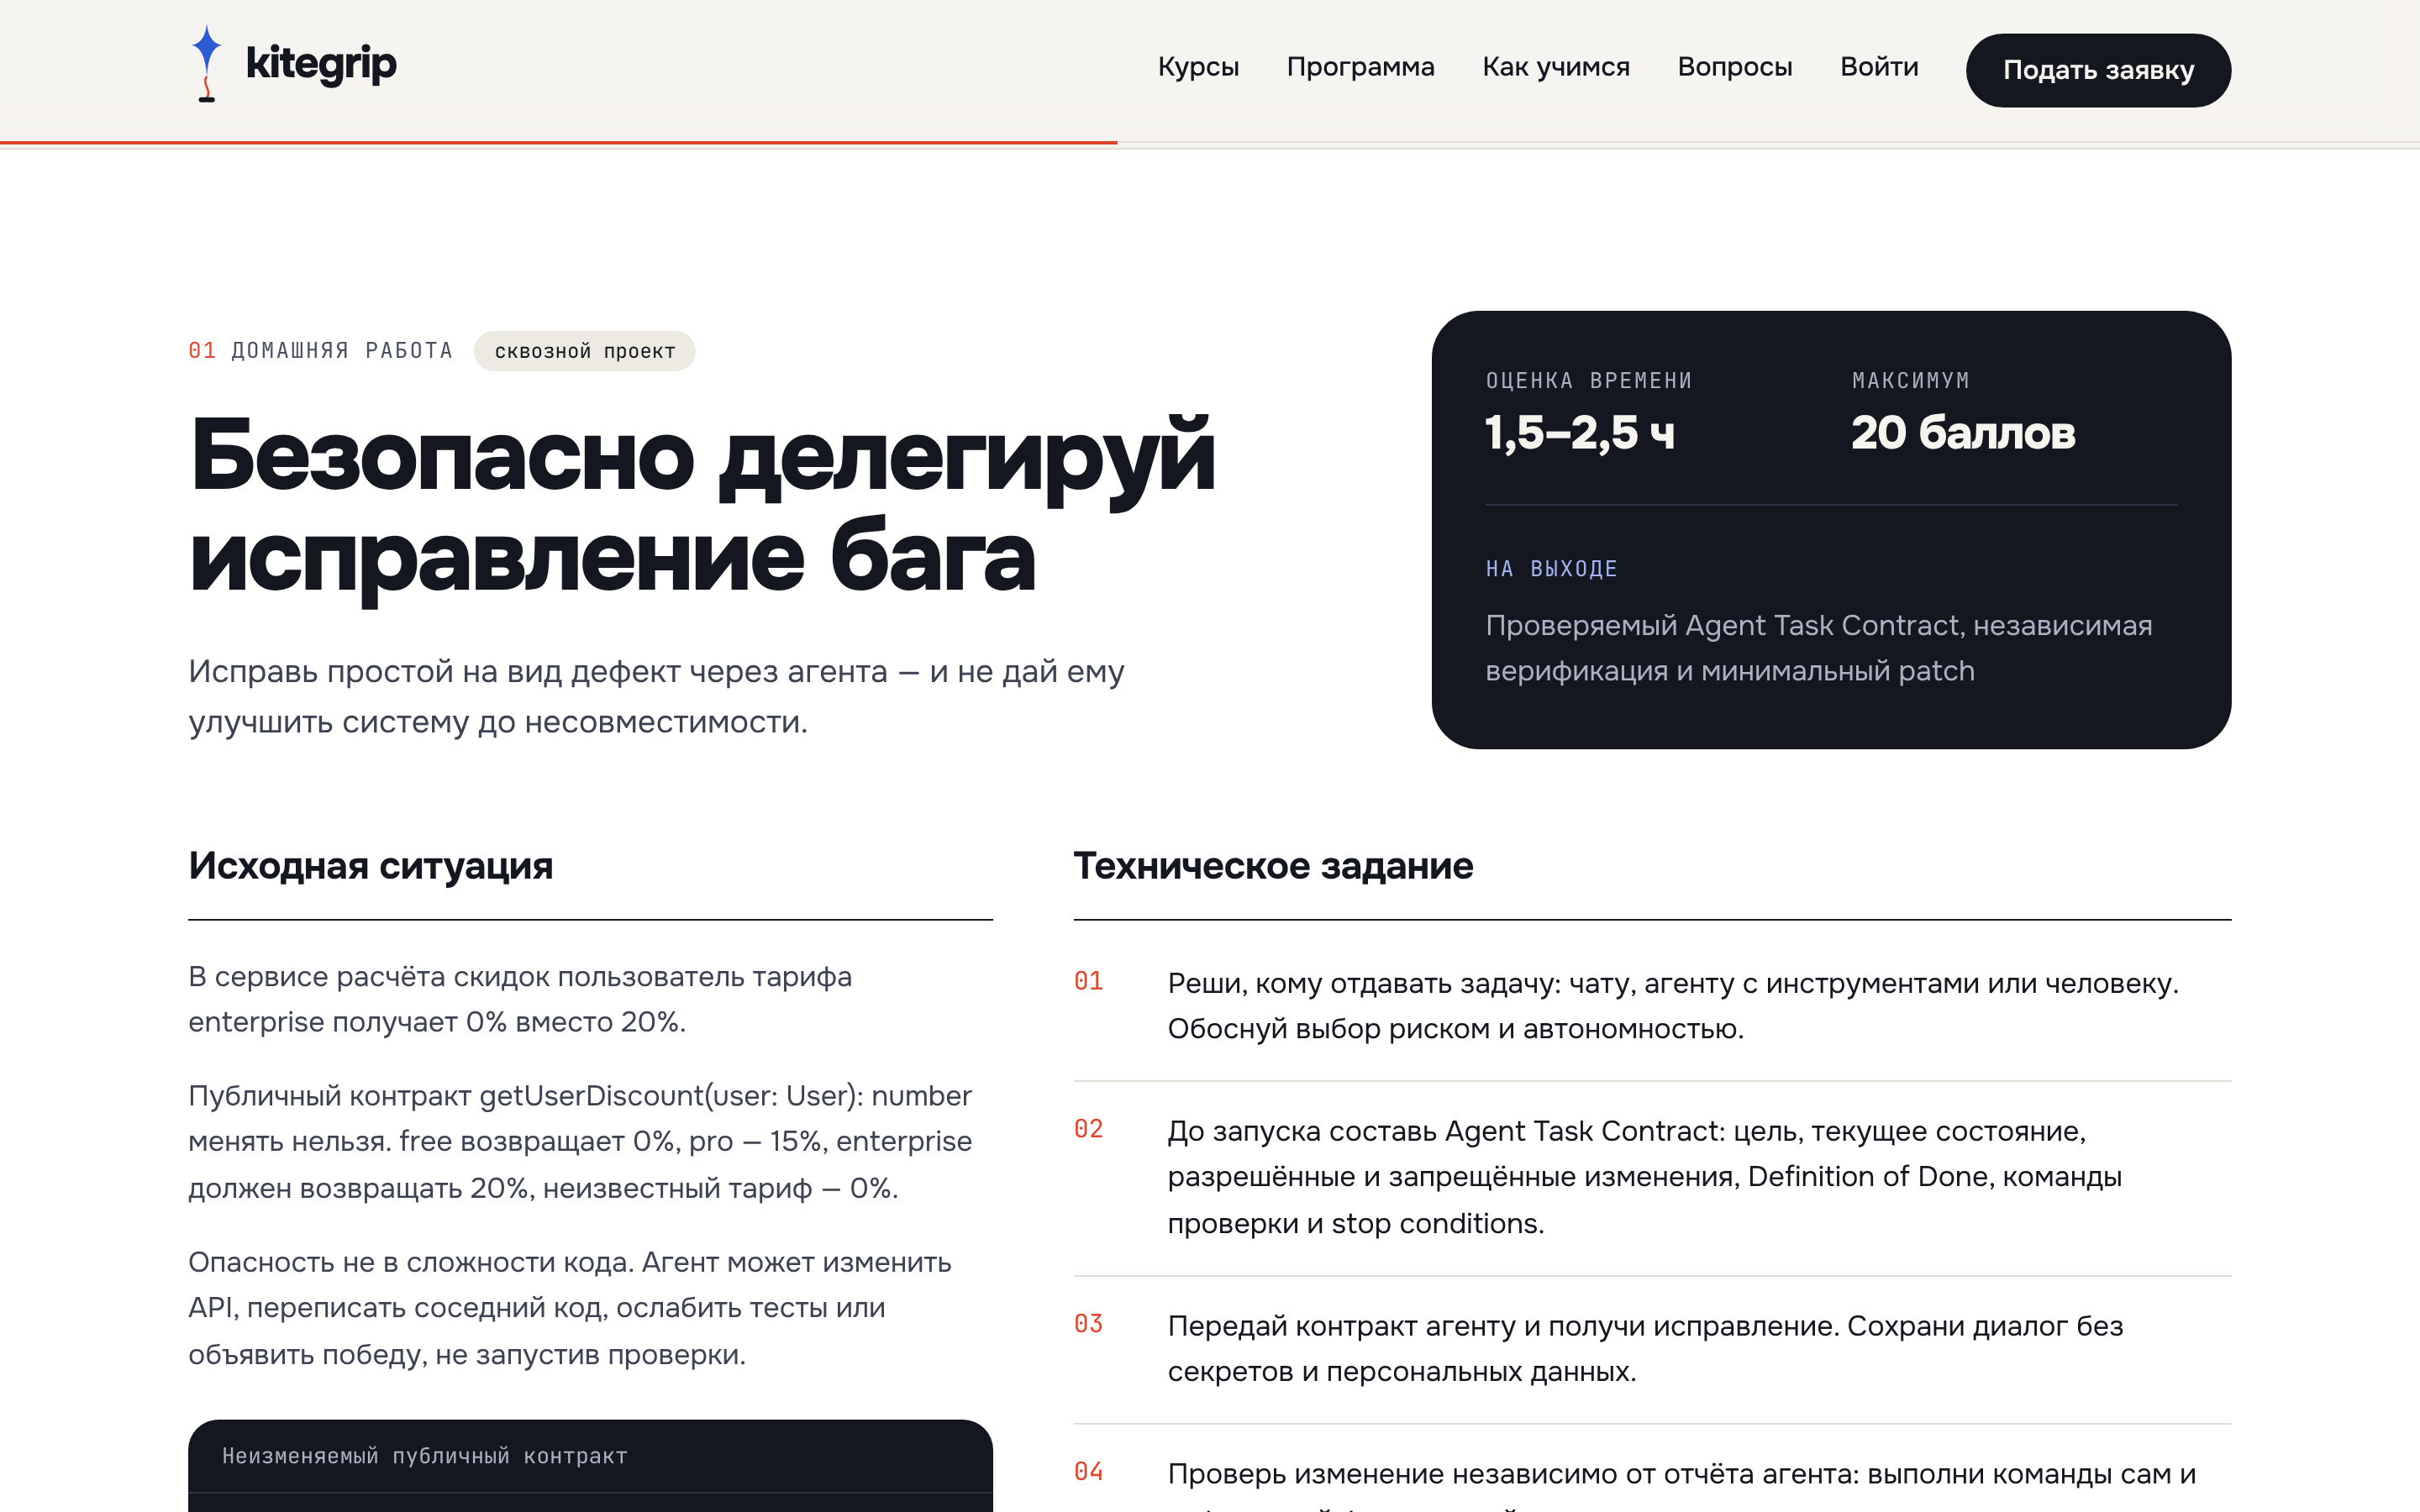 kitegrip
Курсы
Программа
Как учимся
Вопросы
Войти
Подать заявку
01 ДОМАШНЯЯ РАБОТА
сквозной проект
Безопасно делегируй
исправление бага
Исправь простой на вид дефект через агента — и не дай ему
улучшить систему до несовместимости.
ОЦЕНКА ВРЕМЕНИ
1,5–2,5 ч
МАКСИМУМ
20 баллов
НА ВЫХОДЕ
Проверяемый Agent Task Contract, независимая
верификация и минимальный patch
Исходная ситуация
В сервисе расчёта скидок пользователь тарифа
enterprise получает 0% вместо 20%.
Публичный контракт getUserDiscount(user: User): number
менять нельзя. free возвращает 0%, pro — 15%, enterprise
должен возвращать 20%, неизвестный тариф — 0%.
Опасность не в сложности кода. Агент может изменить
API, переписать соседний код, ослабить тесты или
объявить победу, не запустив проверки.
Неизменяемый публичный контракт
Техническое задание
01
Реши, кому отдавать задачу: чату, агенту с инструментами или человеку.
Обоснуй выбор риском и автономностью.
02
До запуска составь Agent Task Contract: цель, текущее состояние,
разрешённые и запрещённые изменения, Definition of Done, команды
проверки и stop conditions.
03
Передай контракт агенту и получи исправление. Сохрани диалог без
секретов и персональных данных.
04
Проверь изменение независимо от отчёта агента: выполни команды сам и